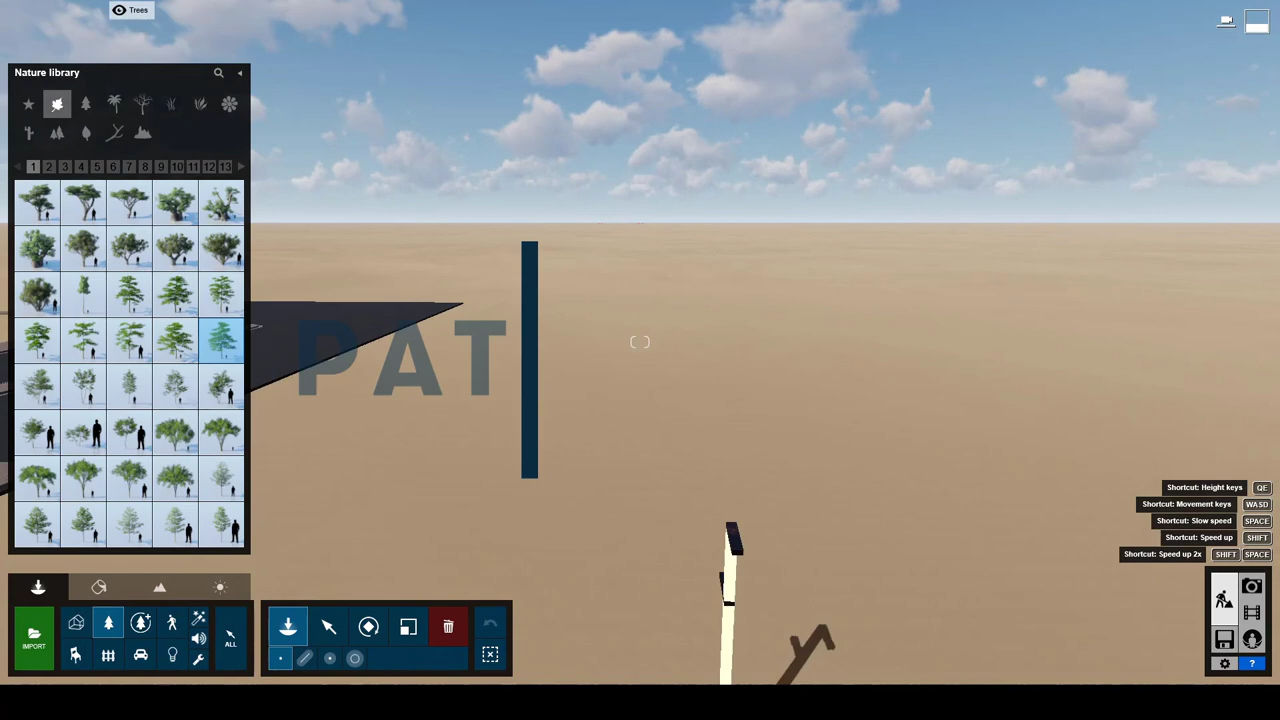 Trees
Nature library
1 2 3 4 5 6 7 8 9 10 11 12 13
PAT
Shortcut: Height keys QE
Shortcut: Movement keys WASD
Shortcut: Slow speed SPACE
Shortcut: Speed up SHIFT
Shortcut: Speed up 2x SHIFT SPACE
IMPORT
ALL
?